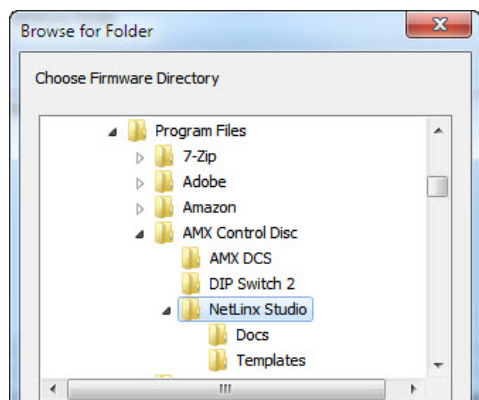 Browse for Folder
Choose Firmware Directory
Program Files
7-Zip
Adobe
Amazon
AMX Control Disc
AMX DCS
DIP Switch 2
NetLinx Studio
Docs
Templates